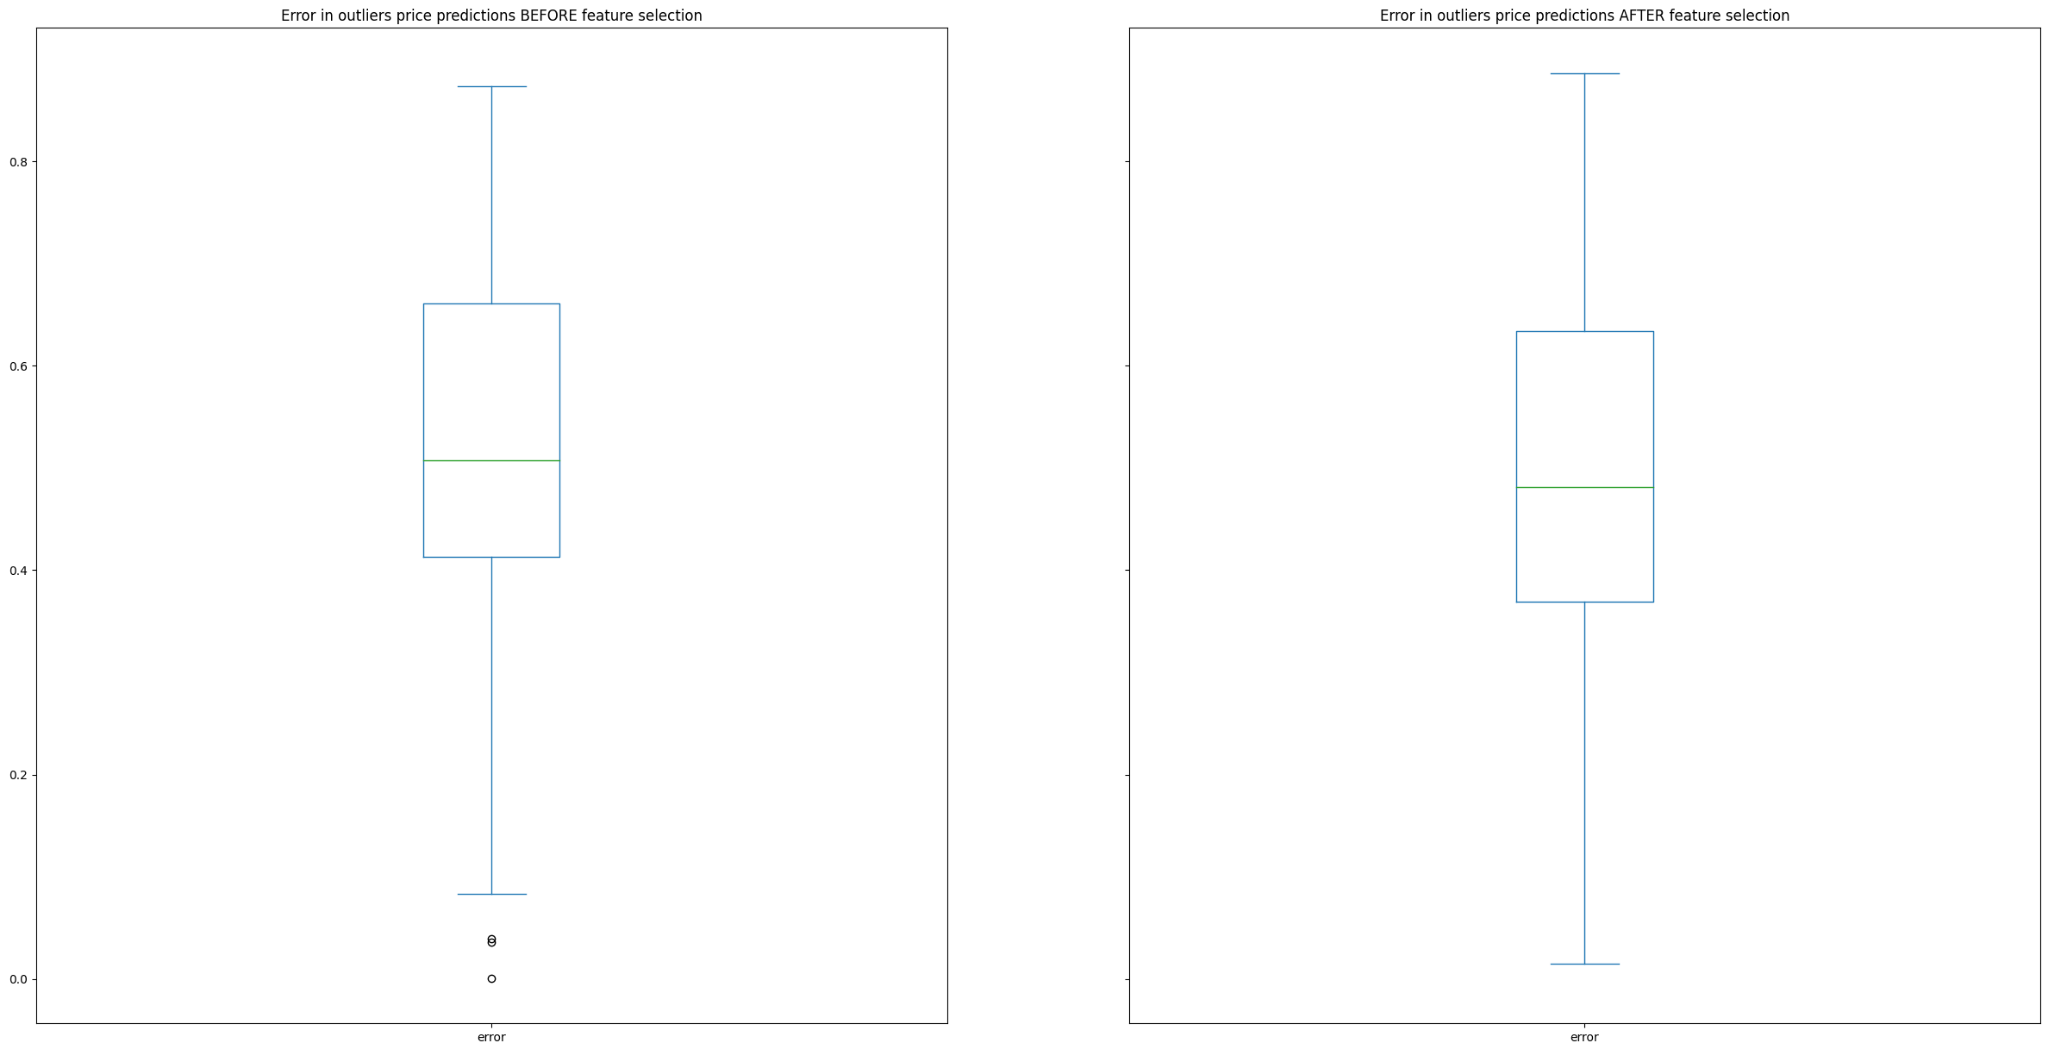 Error in outliers price predictions BEFORE feature selection
0.8
0.6
0.4
0.2
0.0
error
Error in outliers price predictions AFTER feature selection
error